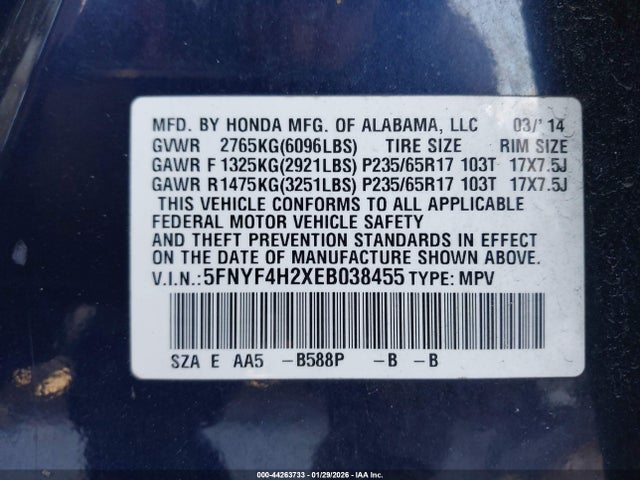 MFD. BY HONDA MFG. OF ALABAMA, LLC 03/'14
GVWR 2765KG(6096LBS) TIRE SIZE RIM SIZE
GAWR F 1325KG(2921LBS) P235/65R17 103T 17X7.5J
GAWR R 1475KG(3251LBS) P235/65R17 103T 17X7.5J
THIS VEHICLE CONFORMS TO ALL APPLICABLE
FEDERAL MOTOR VEHICLE SAFETY
AND THEFT PREVENTION STANDARDS IN EFFECT
ON THE DATE OF MANUFACTURE SHOWN ABOVE.
V.I.N.: 5FNYF4H2XEB038455 TYPE: MPV
SZA E AA5 -B588P -B -B
000-44263733 - 01/29/2026 - IAA Inc.